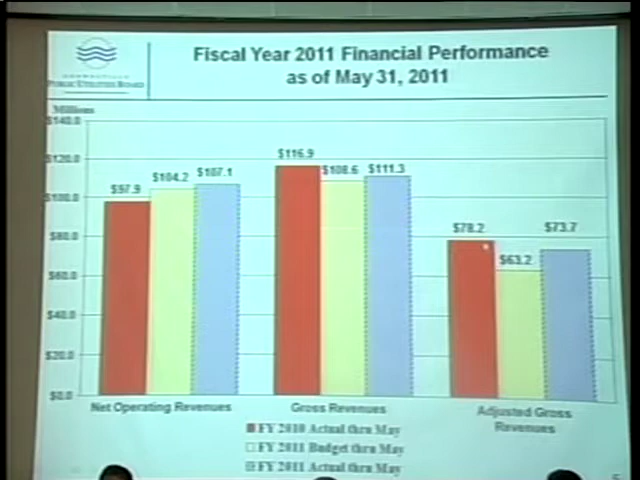 Fiscal Year 2011 Financial Performance
as of May 31, 2011
PUBLIC UTILITIES BOARD
Millions
$140.0
$120.0
$100.0
$80.0
$60.0
$40.0
$20.0
$0.0
$97.9
$104.2
$107.1
$116.9
$108.6
$111.3
$78.2
$63.2
$73.7
Net Operating Revenues
Gross Revenues
Adjusted Gross
Revenues
FY 2010 Actual thru May
FY 2011 Budget thru May
FY 2011 Actual thru May